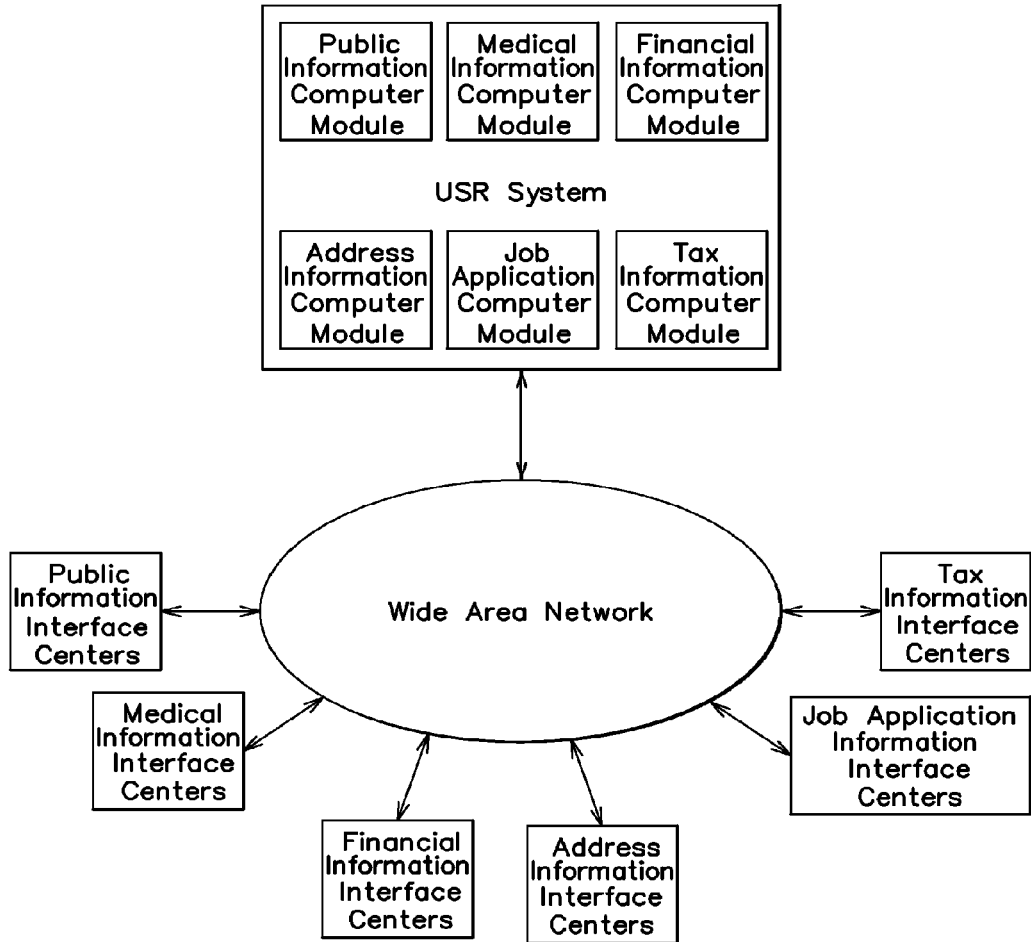 Public
Information
Computer
Module
Medical
Information
Computer
Module
Financial
Information
Computer
Module
USR System
Address
Information
Computer
Module
Job
Application
Computer
Module
Tax
Information
Computer
Module
Wide Area Network
Public
Information
Interface
Centers
Tax
Information
Interface
Centers
Medical
Information
Interface
Centers
Job Application
Information
Interface
Centers
Financial
Information
Interface
Centers
Address
Information
Interface
Centers